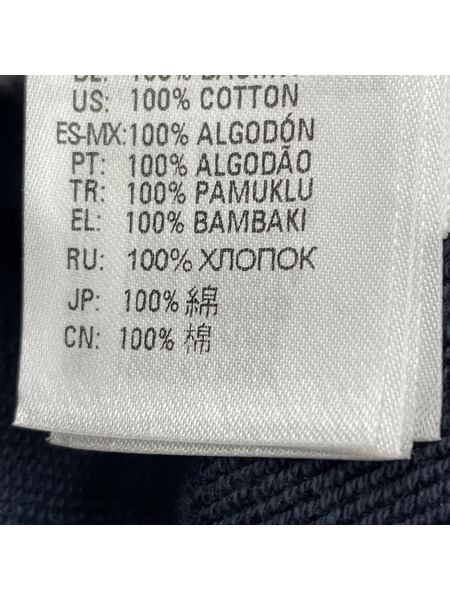 100%
US: 100% COTTON
ES-MX: 100% ALGODÓN
PT: 100% ALGODÃO
TR: 100% PAMUKLU
EL: 100% BAMBAKI
RU: 100% ХЛОПОК
JP: 100% 綿
CN: 100% 棉